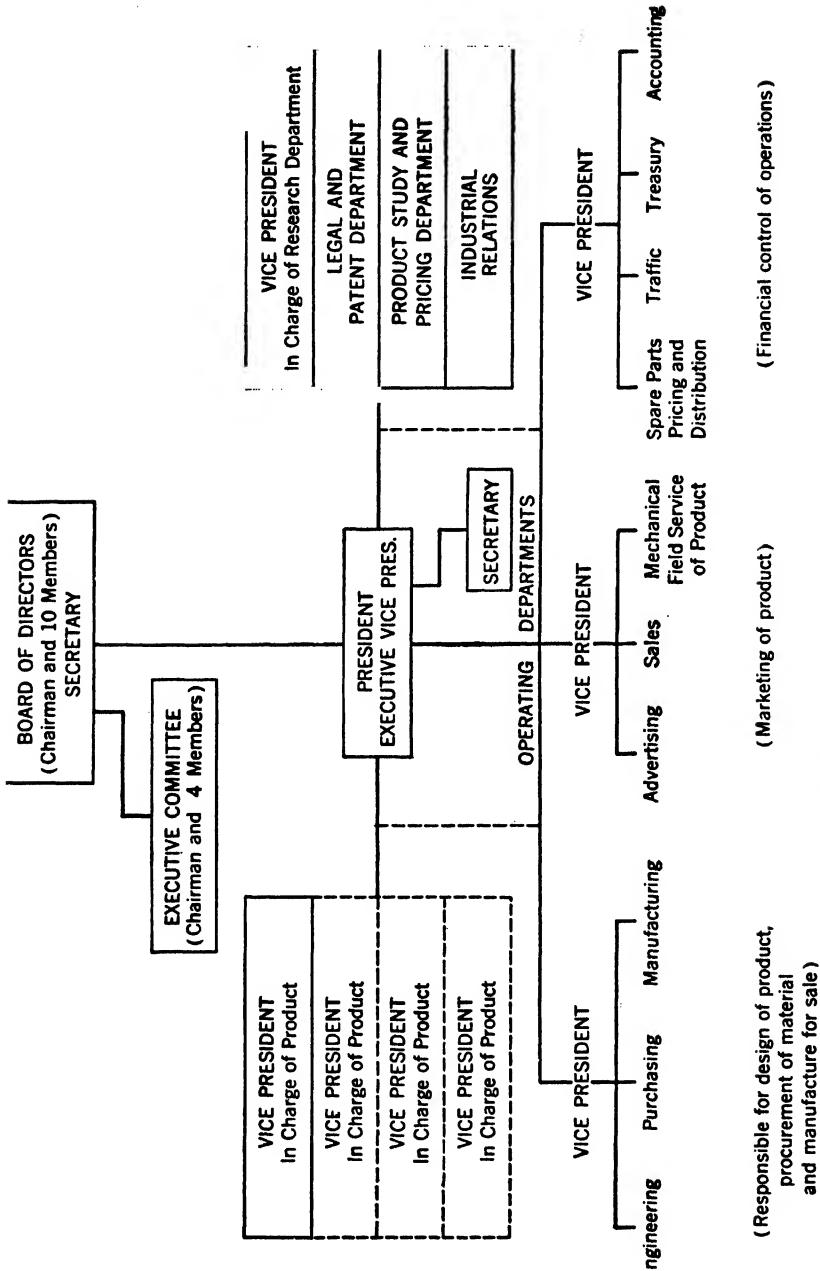 BOARD OF DIRECTORS
(Chairman and 10 Members)
SECRETARY
EXECUTIVE COMMITTEE
(Chairman and 4 Members)
VICE PRESIDENT
In Charge of Product
VICE PRESIDENT
In Charge of Product
VICE PRESIDENT
In Charge of Product
VICE PRESIDENT
In Charge of Product
PRESIDENT
EXECUTIVE VICE PRES.
SECRETARY
VICE PRESIDENT
In Charge of Research Department
LEGAL AND
PATENT DEPARTMENT
PRODUCT STUDY AND
PRICING DEPARTMENT
INDUSTRIAL
RELATIONS
OPERATING DEPARTMENTS
VICE PRESIDENT
ngineering
Purchasing
Manufacturing
(Responsible for design of product,
procurement of material
and manufacture for sale)
VICE PRESIDENT
Advertising
Sales
Mechanical
Field Service
of Product
(Marketing of product)
VICE PRESIDENT
Spare Parts
Pricing and
Distribution
Traffic
Treasury
Accounting
(Financial control of operations)